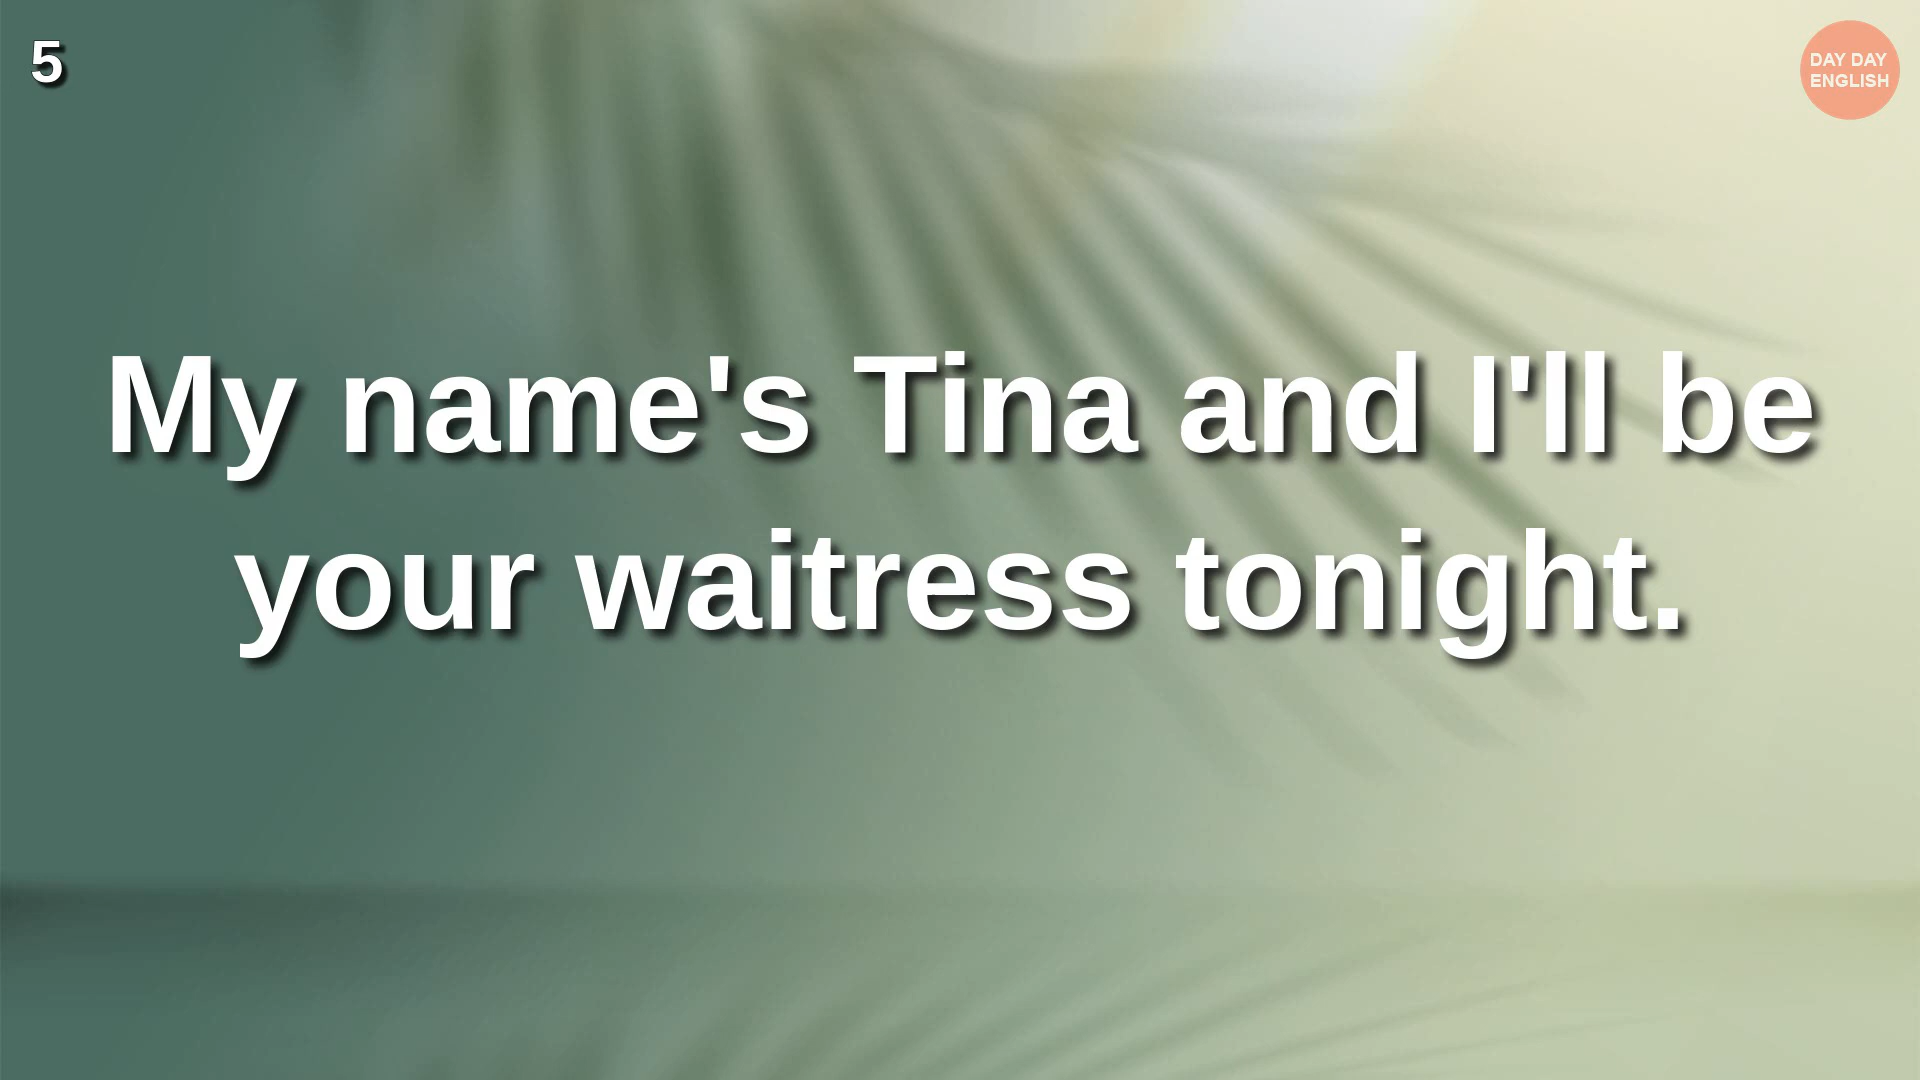 5
DAY DAY
ENGLISH
My name's Tina and I'll be
your waitress tonight.